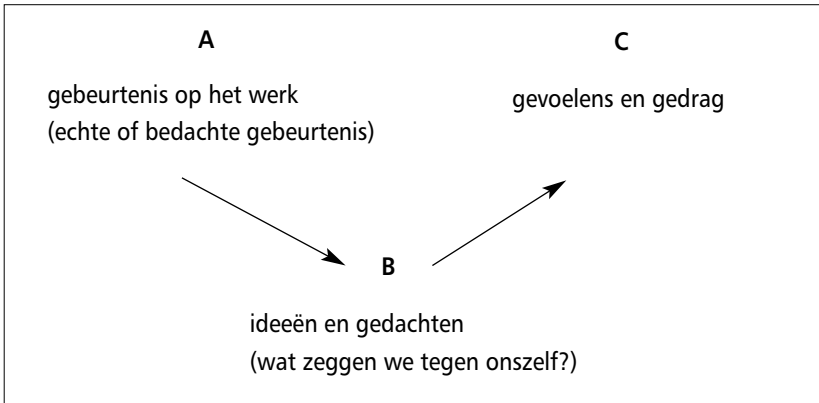 A
gebeurtenis op het werk
(echte of bedachte gebeurtenis)
C
gevoelens en gedrag
B
ideeën en gedachten
(wat zeggen we tegen onszelf?)